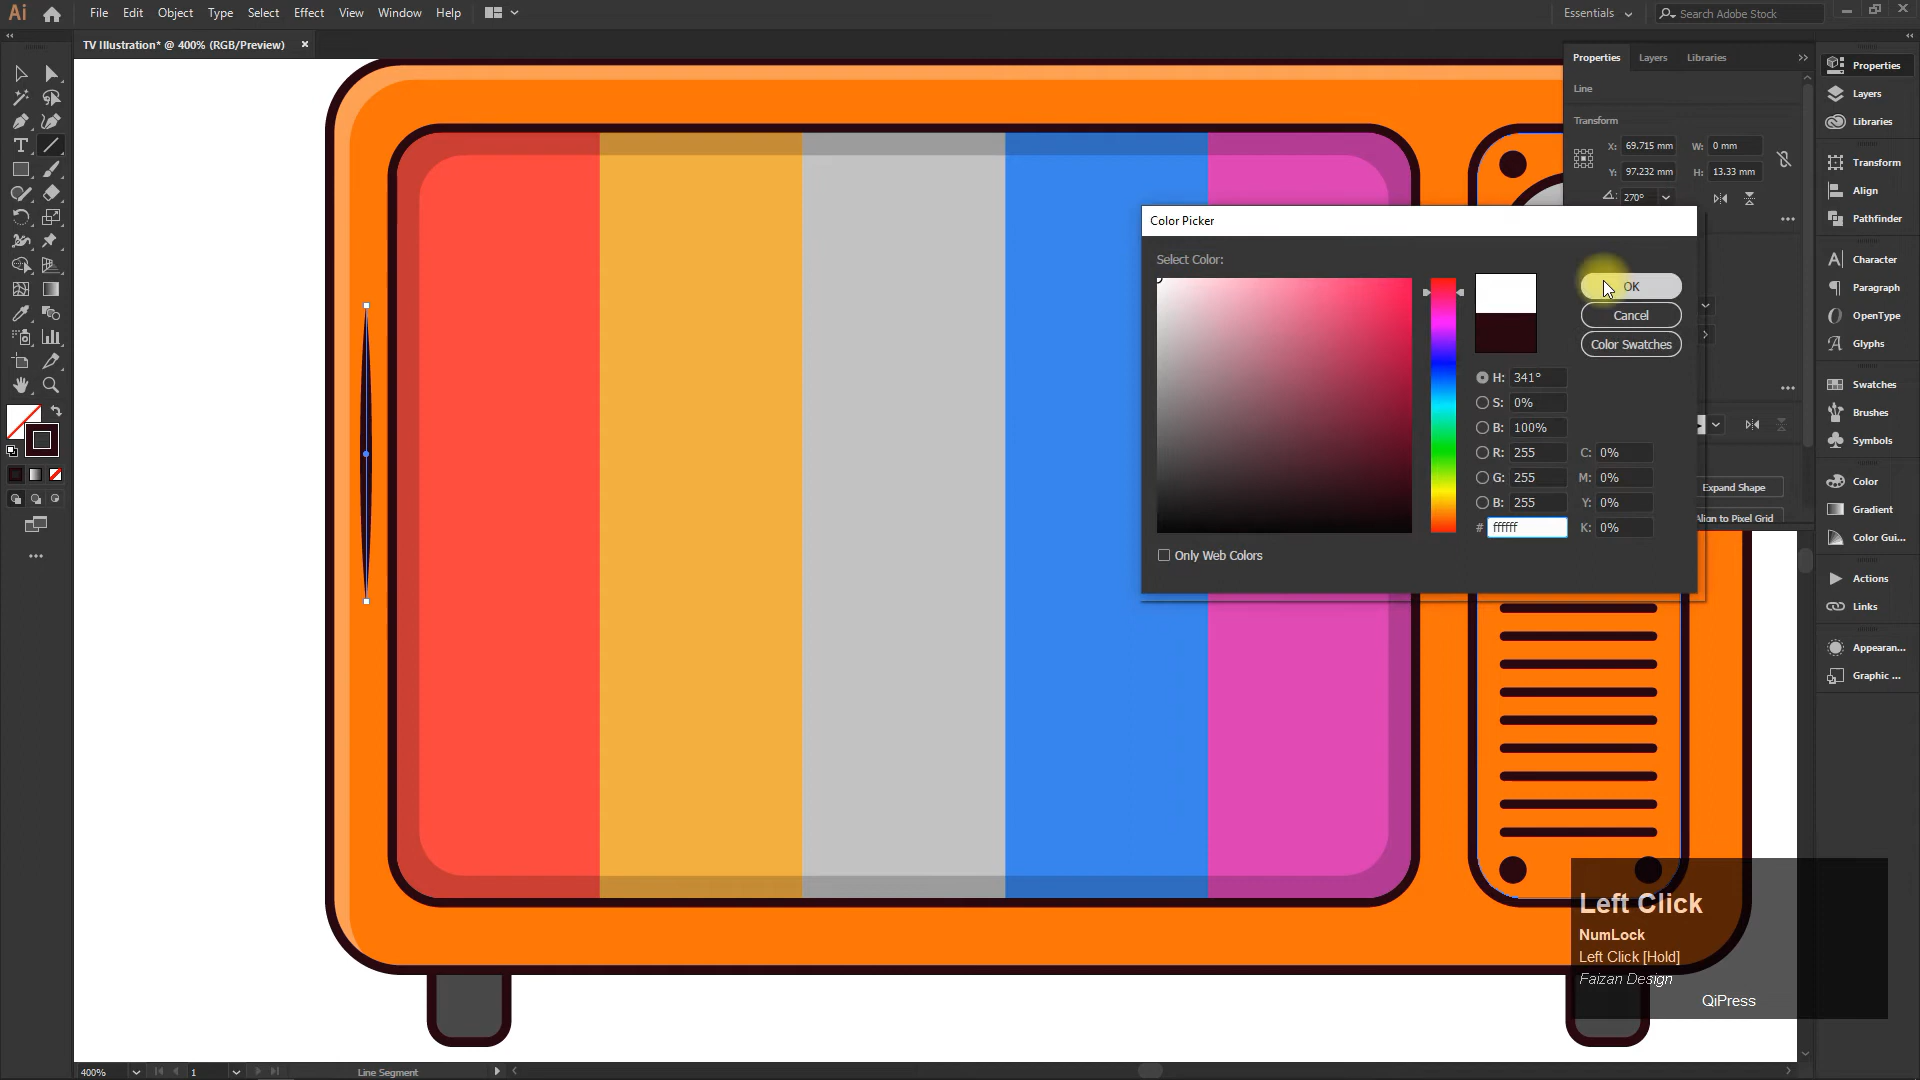 Ai File Edit Object Type Select Effect View Window Help Essentials Search Adobe Stock
TV Illustration* @ 400% (RGB/Preview) ×
Properties Layers Libraries
Line
Transform
X: 69.715 mm W: 0 mm
Y: 97.232 mm H: 13.33 mm
270°
Color Picker
Select Color:
OK
Cancel
Color Swatches
H: 341°
S: 0%
B: 100%
R: 255 C: 0%
G: 255 M: 0%
B: 255 Y: 0%
# ffffff K: 0%
Only Web Colors
Expand Shape
Align to Pixel Grid
Properties
Layers
Libraries
Transform
Align
Pathfinder
Character
Paragraph
OpenType
Glyphs
Swatches
Brushes
Symbols
Color
Gradient
Color Gui...
Actions
Links
Appearan...
Graphic ...
Left Click
NumLock
Left Click [Hold]
Faizan Design
QiPress
400% 1 Line Segment